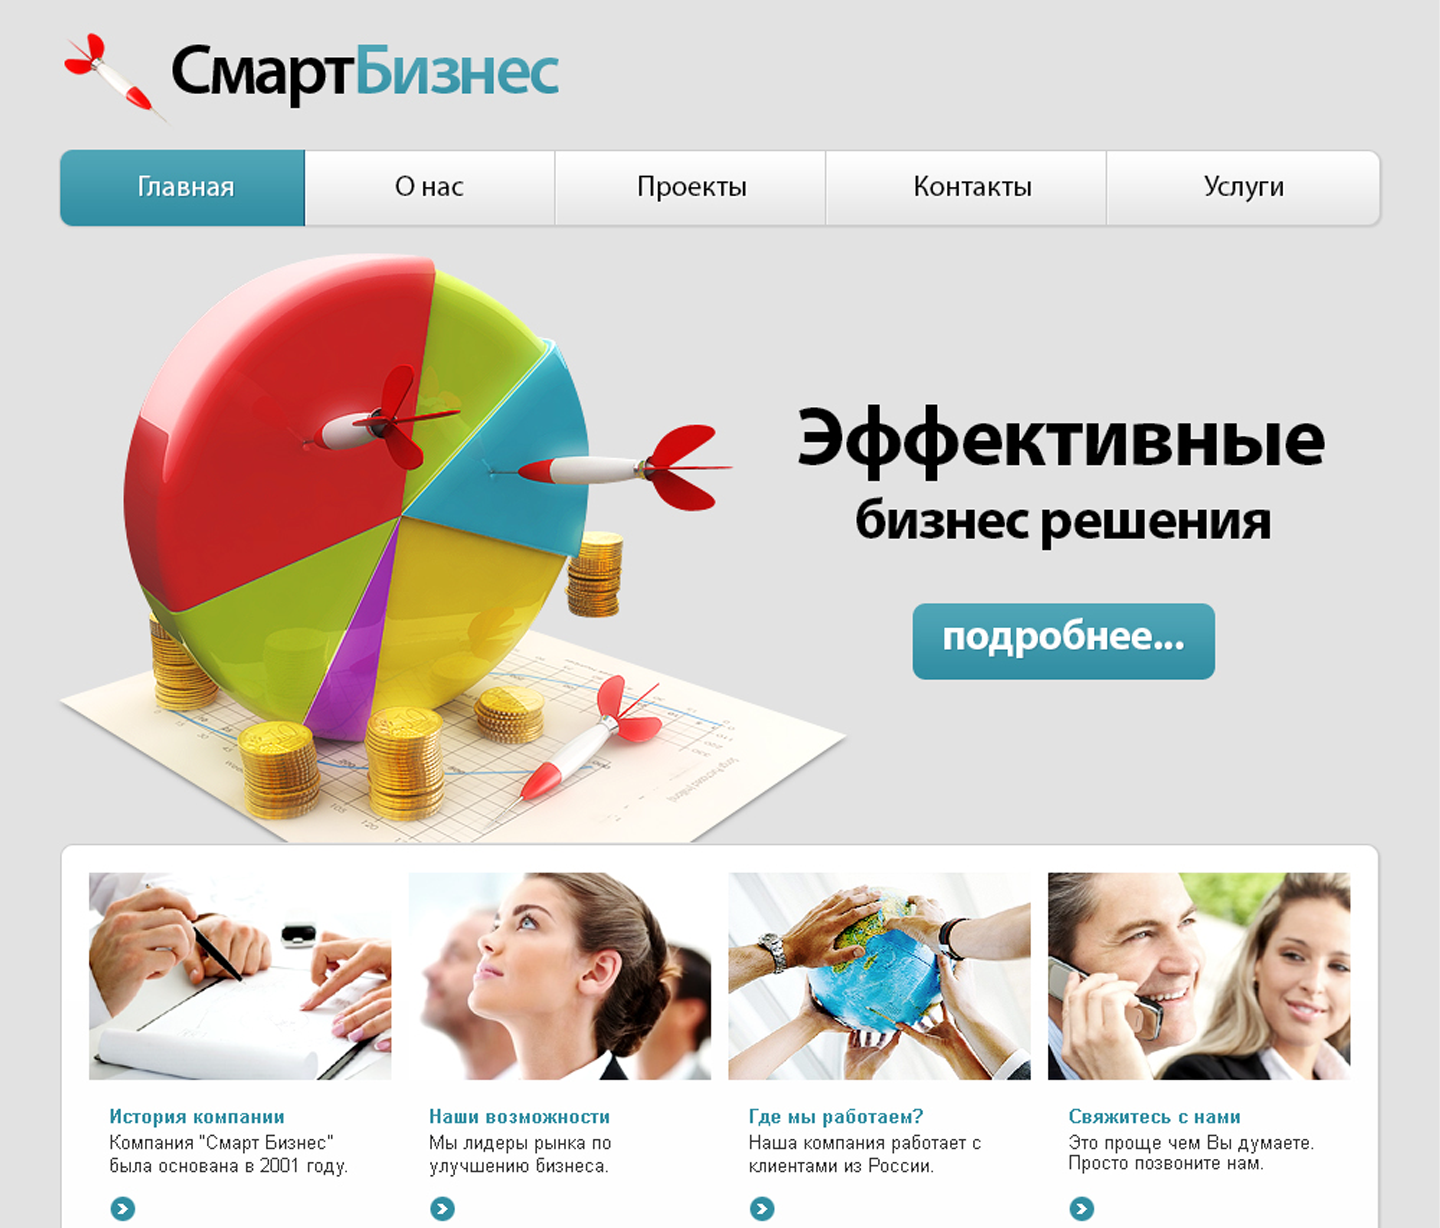 СмартБизнес
Главная
О нас
Проекты
Контакты
Услуги
Эффективные
бизнес решения
подробнее...
История компании
Компания "Смарт Бизнес"
была основана в 2001 году.
Наши возможности
Мы лидеры рынка по
улучшению бизнеса.
Где мы работаем?
Наша компания работает с
клиентами из России.
Свяжитесь с нами
Это проще чем Вы думаете.
Просто позвоните нам.